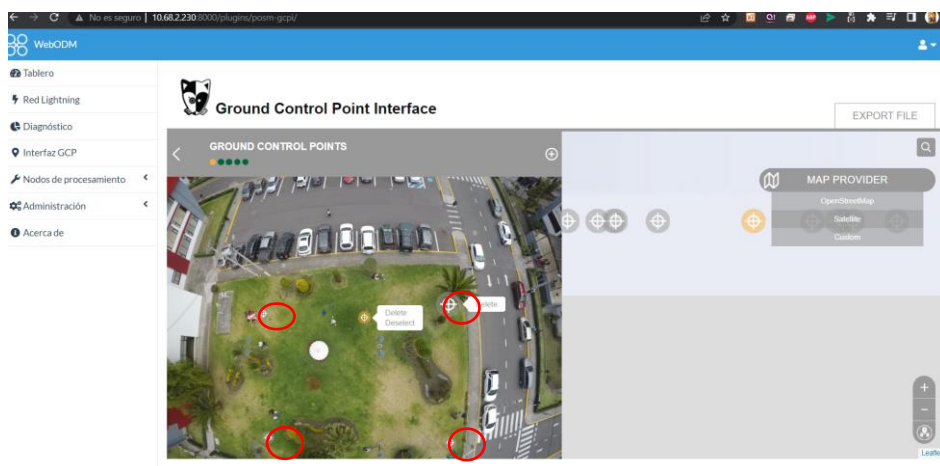 No es seguro | 10.68.2.230:8000/plugins/posm-gcpi/
WebODM
Tablero
Red Lightning
Diagnóstico
Interfaz GCP
Nodos de procesamiento
Administración
Acerca de
Ground Control Point Interface
EXPORT FILE
GROUND CONTROL POINTS
MAP PROVIDER
OpenStreetMap
Satellite
Custom
Delete
Deselect
+
−